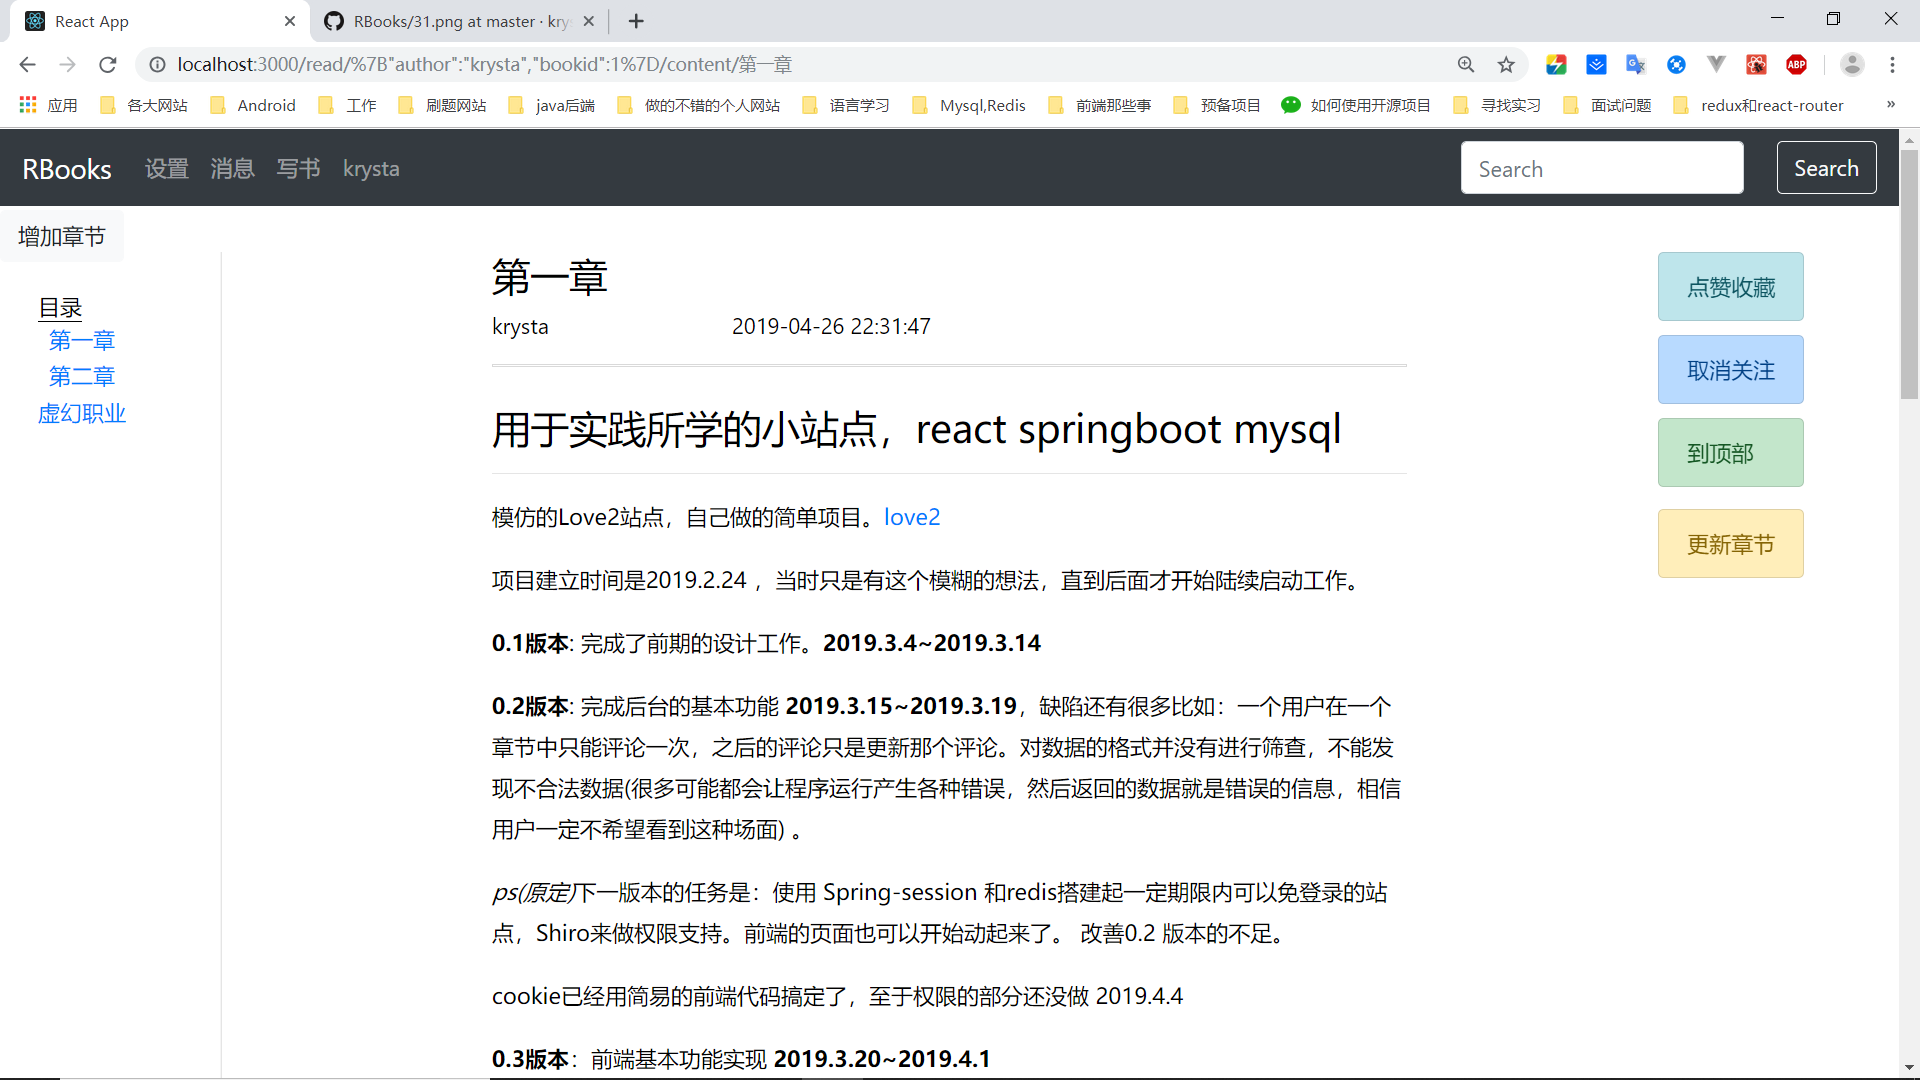 React App
RBooks/31.png at master · kry
localhost:3000/read/%7B"author":"krysta","bookid":1%7D/content/第一章
应用 各大网站 Android 工作 刷题网站 java后端 做的不错的个人网站 语言学习 Mysql,Redis 前端那些事 预备项目 如何使用开源项目 寻找实习 面试问题 redux和react-router »
RBooks 设置 消息 写书 krysta Search Search
增加章节
目录
第一章
第二章
虚幻职业
第一章
krysta 2019-04-26 22:31:47
用于实践所学的小站点，react springboot mysql
模仿的Love2站点，自己做的简单项目。love2
项目建立时间是2019.2.24 ，当时只是有这个模糊的想法，直到后面才开始陆续启动工作。
0.1版本: 完成了前期的设计工作。2019.3.4~2019.3.14
0.2版本: 完成后台的基本功能 2019.3.15~2019.3.19，缺陷还有很多比如：一个用户在一个
章节中只能评论一次，之后的评论只是更新那个评论。对数据的格式并没有进行筛查，不能发
现不合法数据(很多可能都会让程序运行产生各种错误，然后返回的数据就是错误的信息，相信
用户一定不希望看到这种场面) 。
ps(原定)下一版本的任务是：使用 Spring-session 和redis搭建起一定期限内可以免登录的站
点，Shiro来做权限支持。前端的页面也可以开始动起来了。 改善0.2 版本的不足。
cookie已经用简易的前端代码搞定了，至于权限的部分还没做 2019.4.4
0.3版本：前端基本功能实现 2019.3.20~2019.4.1
点赞收藏
取消关注
到顶部
更新章节
ABP